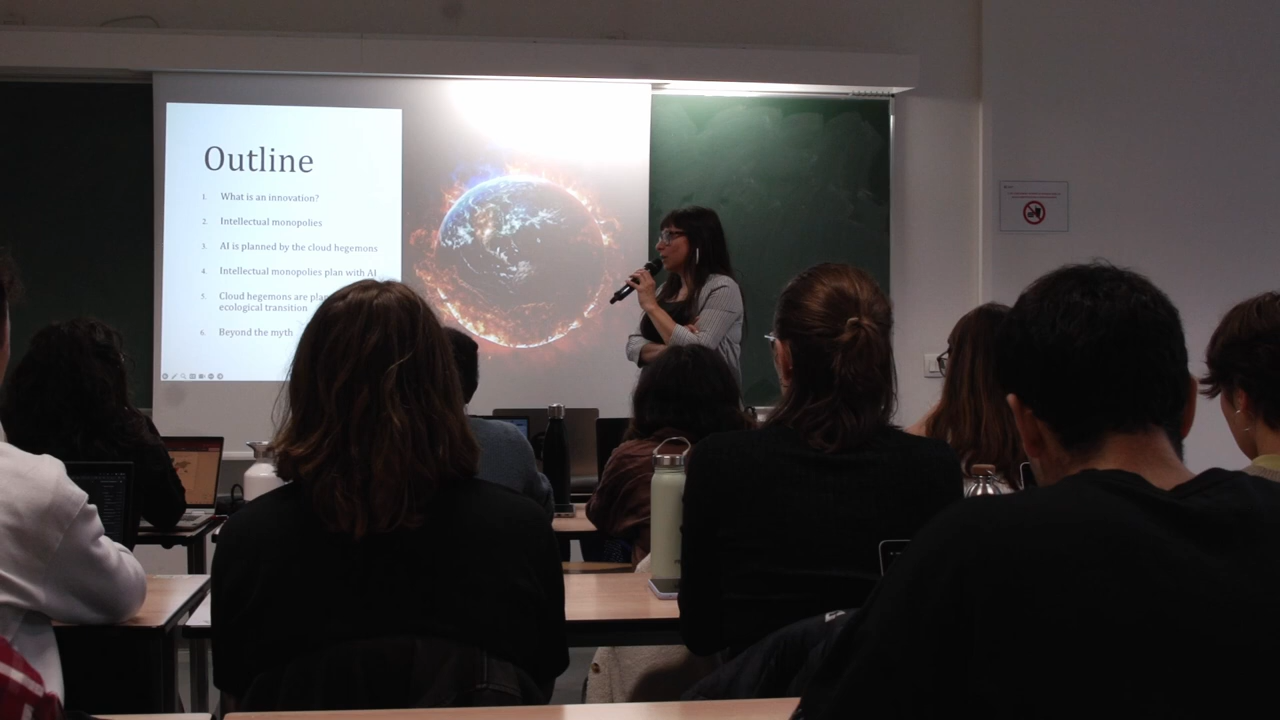 Outline
1. What is an innovation?
2. Intellectual monopolies
3. AI is planned by the cloud hegemons
4. Intellectual monopolies plan with AI
5. Cloud hegemons are
ecological transition
6. Beyond the myth